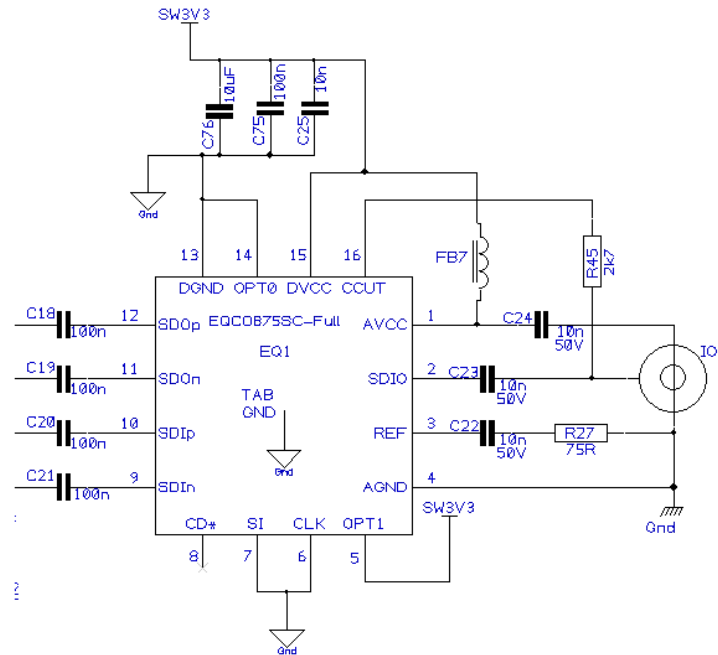 SW3V3
10uF
100n
10n
C76
C75
C25
Gnd
13
14
15
16
FB7
R45
2k7
DGND OPT0 DVCC CCUT
C18
100n
12
SDOp
EQCO875SC-Full
EQ1
AVCC
1
C24
10n
50V
IO
C19
100n
11
SDOn
SDIO
2
C23
10n
50V
TAB
GND
C20
100n
10
SDIp
REF
3
C22
10n
50V
R27
75R
Gnd
C21
100n
9
SDIn
AGND
4
SW3V3
Gnd
CD* SI CLK OPT1
8
7
6
5
Gnd